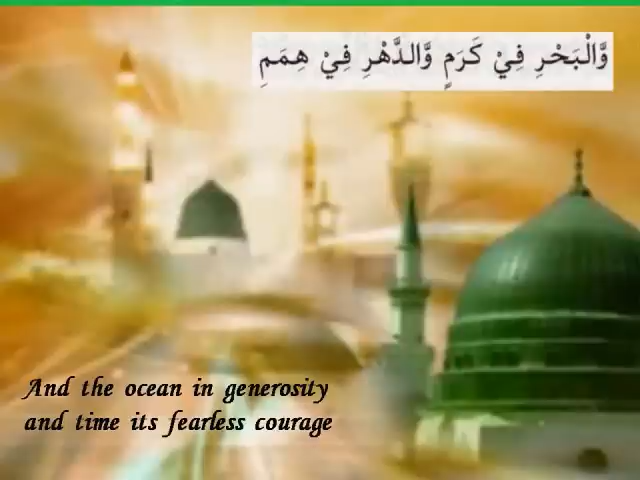 وَّالْبَحْرِ فِيْ كَرَمٍ وَّالدَّهْرِ فِيْ هِمَمِ
And the ocean in generosity
and time its fearless courage